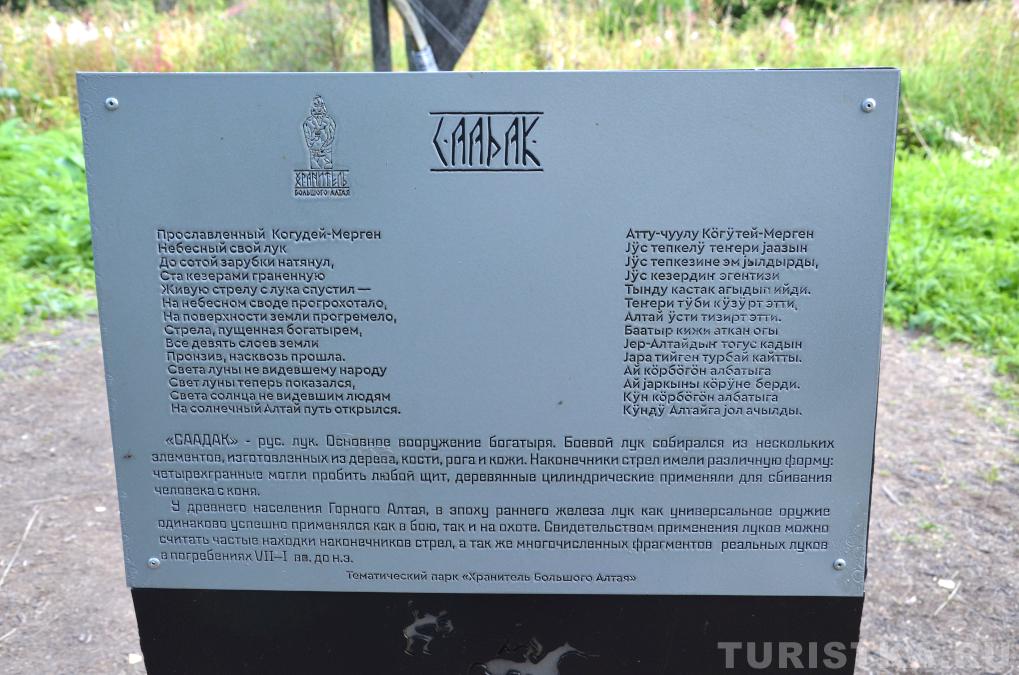 ХРАНИТЕЛЬ
БОЛЬШОГО АЛТАЯ
СААДАК
Прославленный Когудей-Мерген
Небесный свой лук
До сотой зарубки натянул,
Ста кезерами граненную
Живую стрелу с лука спустил —
На небесном своде прогрохотало,
На поверхности земли прогремело,
Стрела, пущенная богатырем,
Все девять слоев земли
Пронзив, насквозь прошла.
Света луны не видевшему народу
Свет луны теперь показался,
Света солнца не видевшим людям
На солнечный Алтай путь открылся.
Атту-чуулу Кӧгӱтей-Мерген
Јӱс тепкелӱ теҥери јаазын
Јӱс тепкезине эм јылдырды,
Јӱс кезердиҥ эгентизи
Тынду кастак агыдып ийди.
Теҥери тӱби кӱзӱрт этти,
Алтай ӱсти тизирт этти.
Баатыр кижи аткан огы
Јер-Алтайдыҥ тогус кадын
Јара тийген турбай кайтты.
Ай кӧрбӧгӧн албатыга
Ай јаркыны кӧрӱне берди.
Кӱн кӧрбӧгӧн албатыга
Кӱндӱ Алтайга јол ачылды.
«СААДАК» - рус. лук. Основное вооружение богатыря. Боевой лук собирался из нескольких
элементов, изготовленных из дерева, кости, рога и кожи. Наконечники стрел имели различную форму:
четырехгранные могли пробить любой щит, деревянные цилиндрические применяли для сбивания
человека с коня.
У древнего населения Горного Алтая, в эпоху раннего железа лук как универсальное оружие
одинаково успешно применялся как в бою, так и на охоте. Свидетельством применения луков можно
считать частые находки наконечников стрел, а так же многочисленных фрагментов реальных луков
в погребениях VII–I вв. до н.э.
Тематический парк «Хранитель Большого Алтая»
TURISTKA.RU